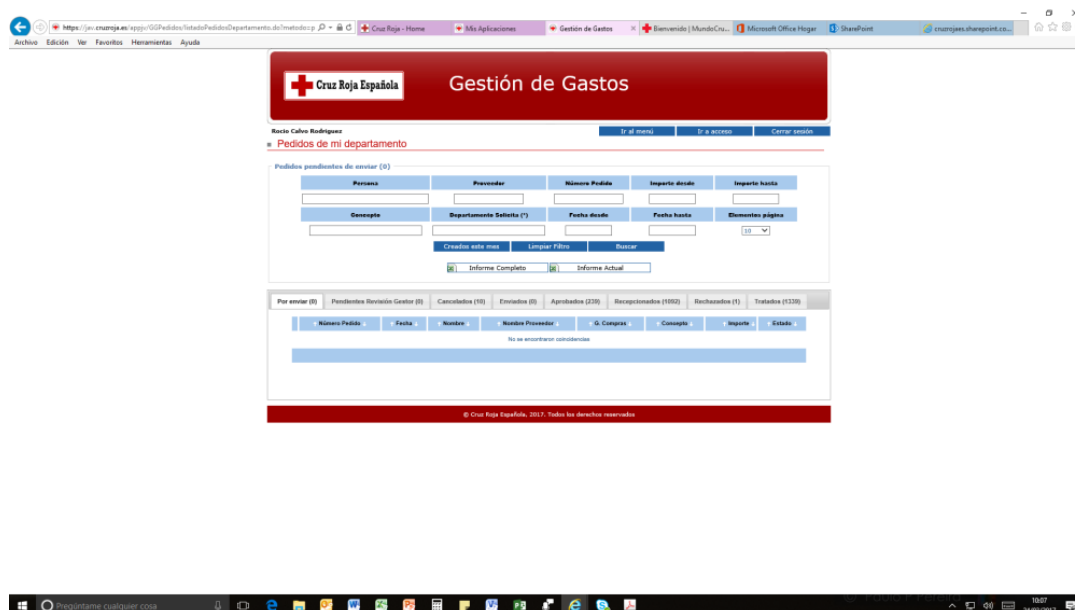 https://jev.cruzroja.es/appjv/GGPedidos/listadoPedidosDepartamento.do?metodo=p
Cruz Roja - Home
Mis Aplicaciones
Gestión de Gastos
Bienvenido | MundoCru...
Microsoft Office Hogar
SharePoint
cruzrojaes.sharepoint.co...
Archivo Edición Ver Favoritos Herramientas Ayuda
Cruz Roja Española
Gestión de Gastos
Rocio Calvo Rodriguez
Ir al menú Ir a acceso Cerrar sesión
Pedidos de mi departamento
Pedidos pendientes de enviar (0)
Persona Proveedor Número Pedido Importe desde Importe hasta
Concepto Departamento Solicita (*) Fecha desde Fecha hasta Elementos página
10
Creados este mes Limpiar Filtro Buscar
Informe Completo Informe Actual
Por enviar (0) Pendientes Revisión Gestor (0) Cancelados (10) Enviados (0) Aprobados (239) Recepcionados (1092) Rechazados (1) Tratados (1339)
Número Pedido Fecha Nombre Nombre Proveedor G. Compras Concepto Importe Estado
No se encontraron coincidencias
© Cruz Roja Española, 2017. Todos los derechos reservados
Pregúntame cualquier cosa
10:07